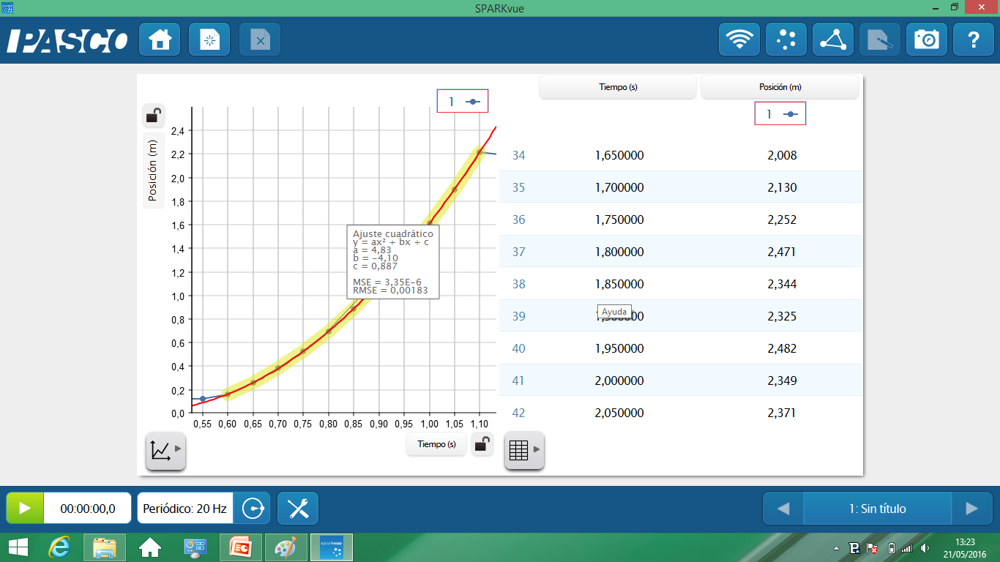 SPARKvue
PASCO
?
Tiempo (s)
Posición (m)
1
1
Posición (m)
2,4
2,2
2,0
1,8
1,6
1,4
1,2
1,0
0,8
0,6
0,4
0,2
0,0
0,55 0,60 0,65 0,70 0,75 0,80 0,85 0,90 0,95 1,00 1,05 1,10
Tiempo (s)
Ajuste cuadrático
y = ax² + bx + c
a = 4,83
b = -4,10
c = 0,887
MSE = 3,35E-6
RMSE = 0,00183
34 1,650000 2,008
35 1,700000 2,130
36 1,750000 2,252
37 1,800000 2,471
38 1,850000 2,344
39 2,325
Ayuda
40 1,950000 2,482
41 2,000000 2,349
42 2,050000 2,371
00:00:00,0
Periódico: 20 Hz
1: Sin título
sparkvue
13:23
21/05/2016